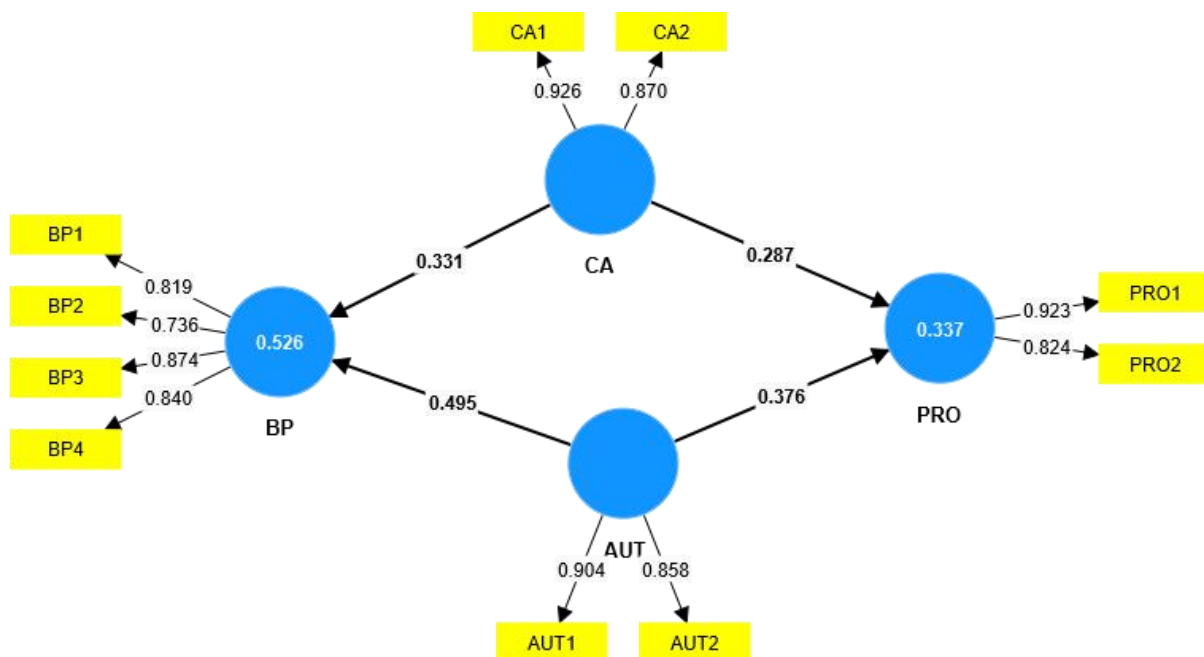 CA1
CA2
0.926
0.870
CA
BP1
BP2
BP3
BP4
0.819
0.736
0.874
0.840
0.526
BP
0.331
0.287
0.495
0.376
0.337
PRO
0.923
0.824
PRO1
PRO2
AUT
0.904
0.858
AUT1
AUT2